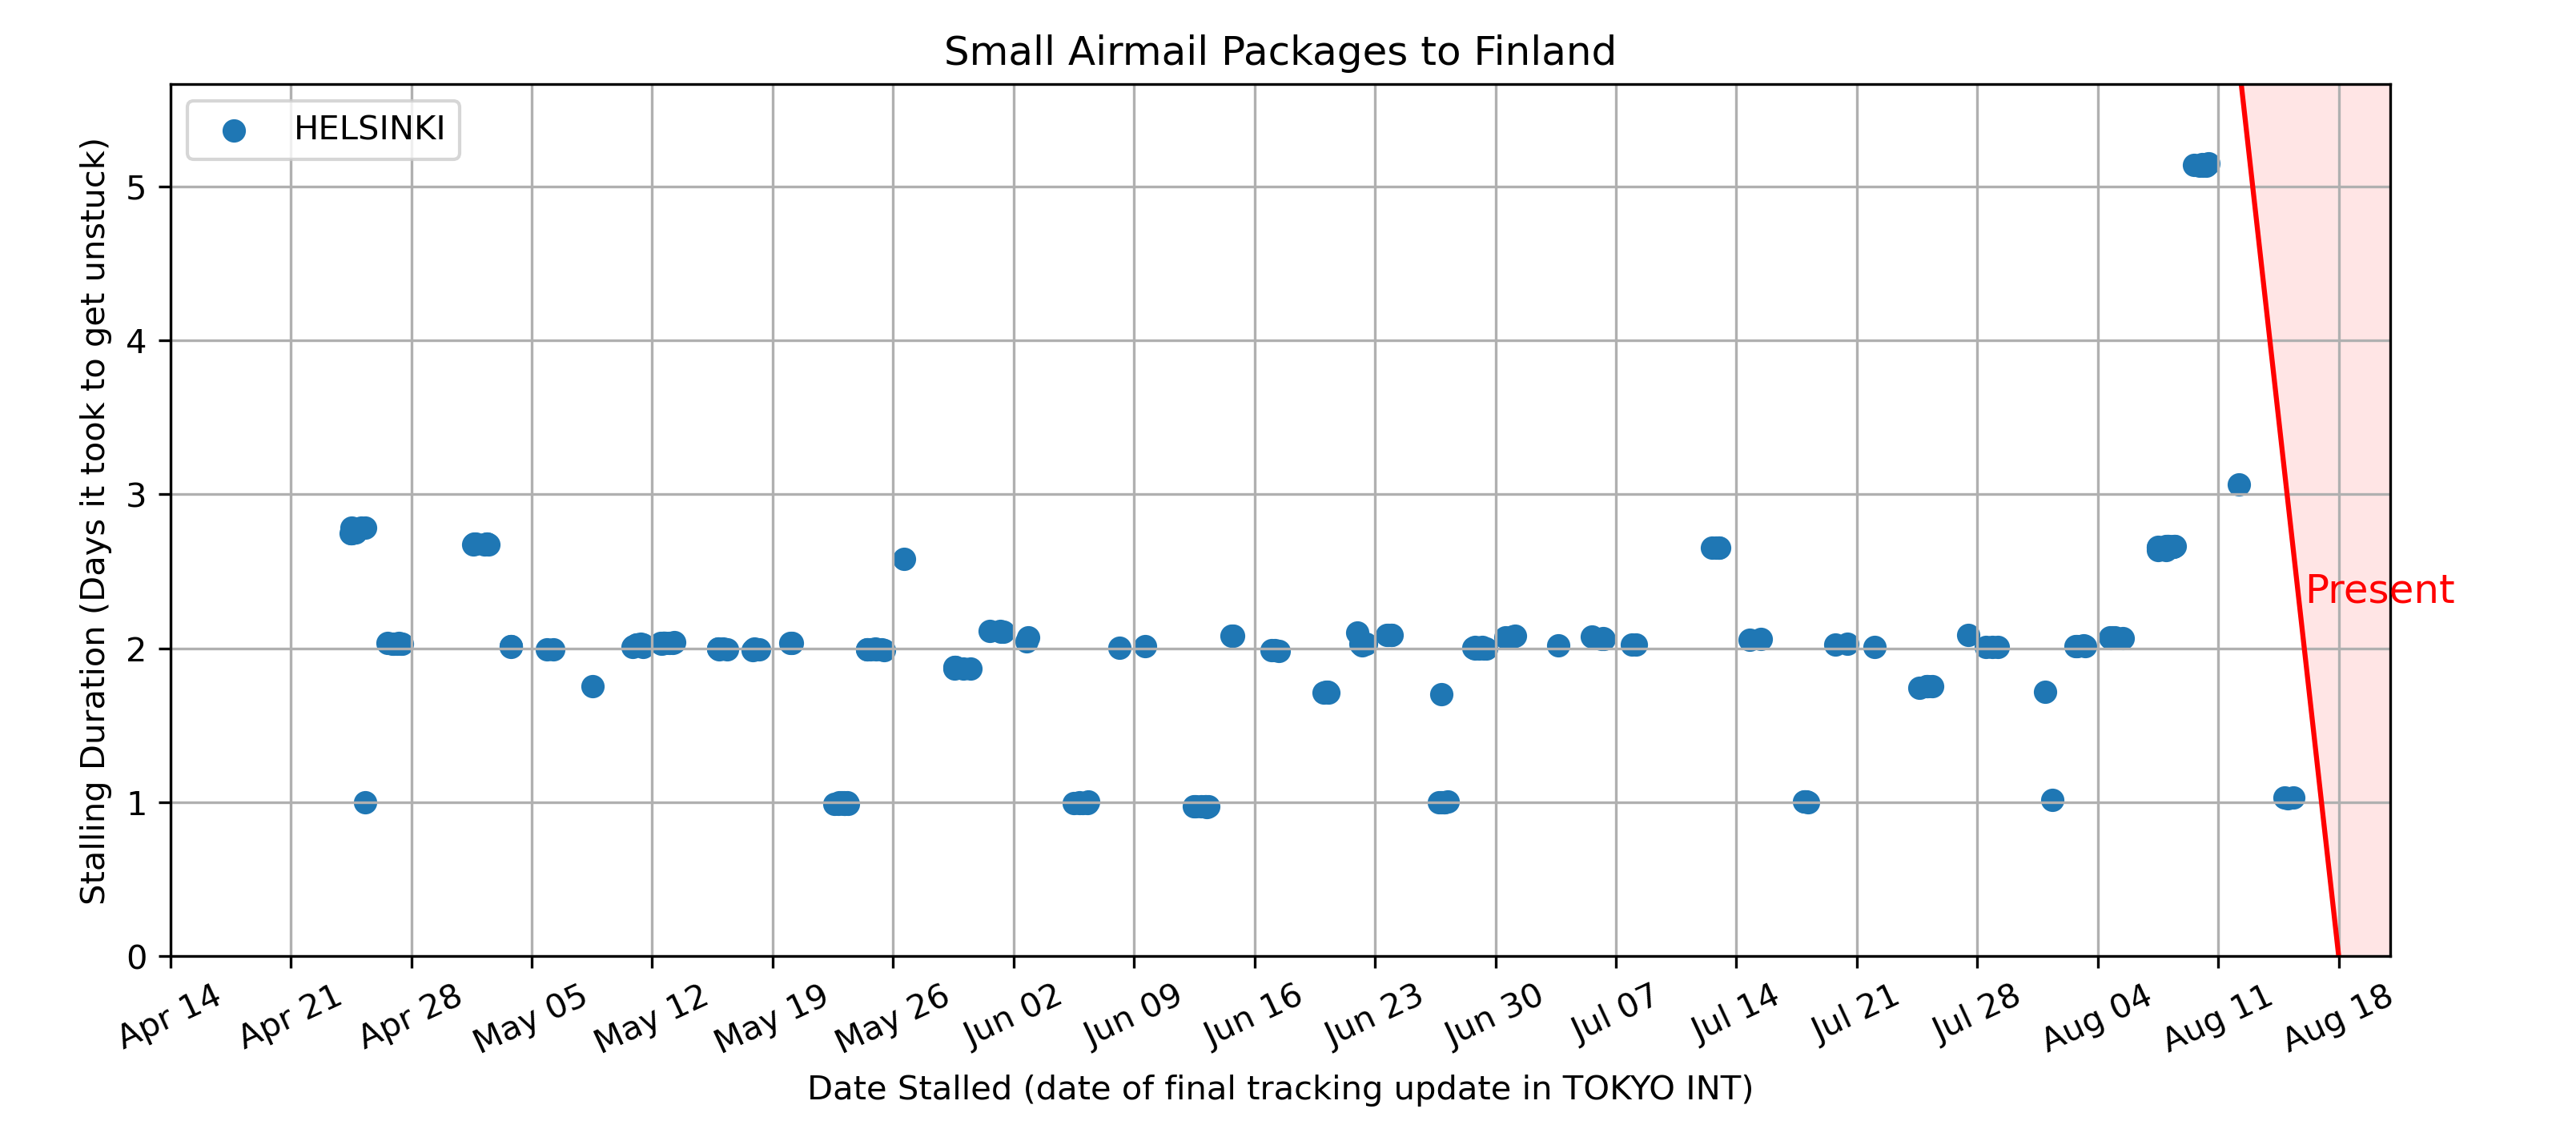 Small Airmail Packages to Finland
HELSINKI
Stalling Duration (Days it took to get unstuck)
5
4
3
2
1
0
Present
Apr 14
Apr 21
Apr 28
May 05
May 12
May 19
May 26
Jun 02
Jun 09
Jun 16
Jun 23
Jun 30
Jul 07
Jul 14
Jul 21
Jul 28
Aug 04
Aug 11
Aug 18
Date Stalled (date of final tracking update in TOKYO INT)